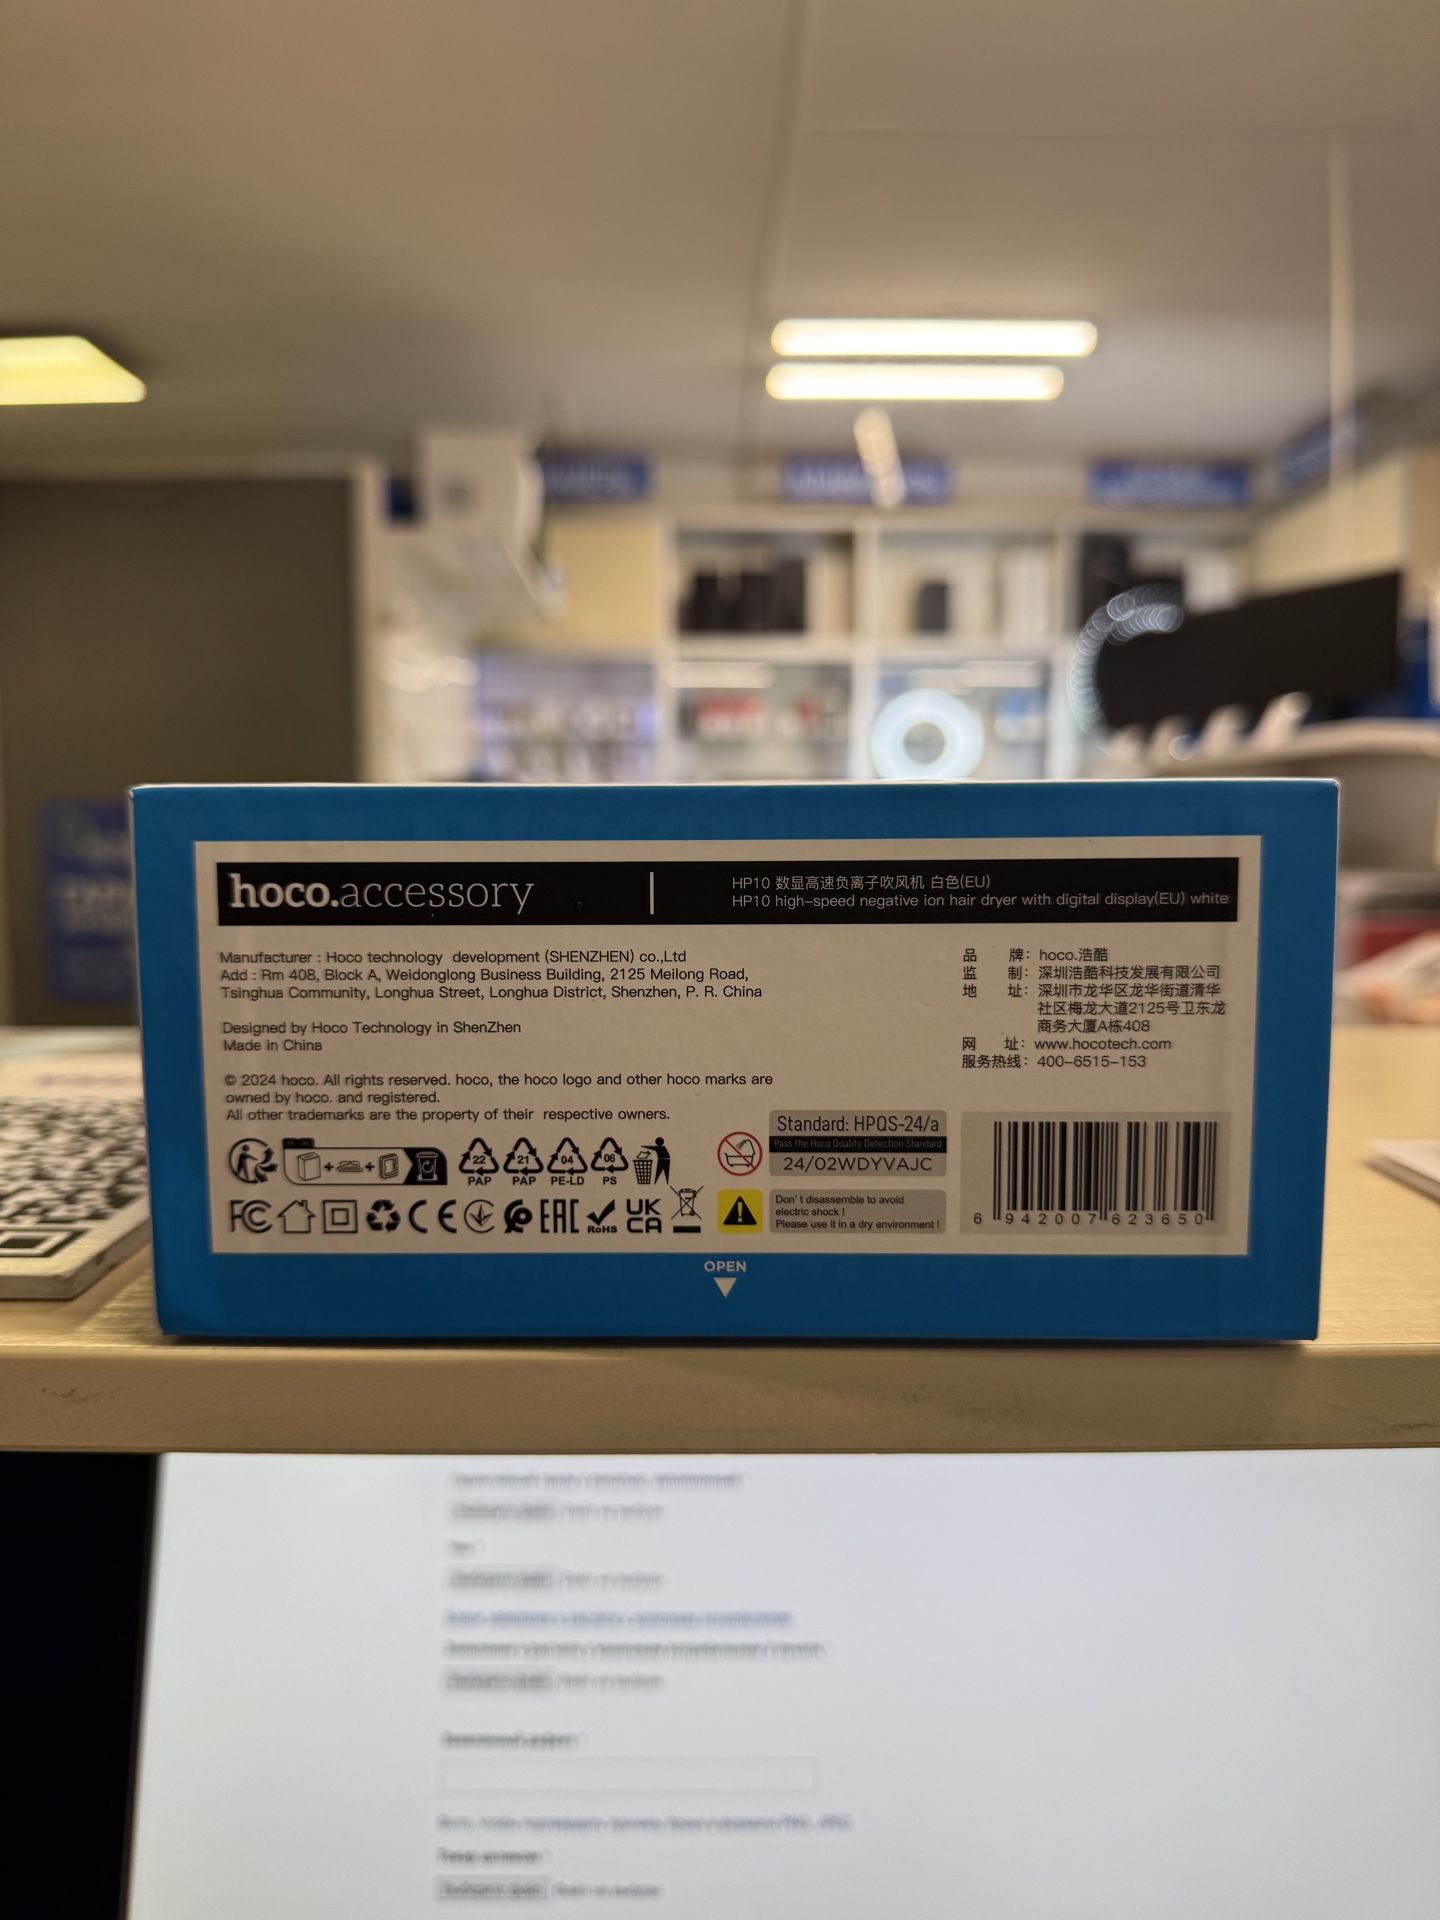 hoco.accessory
HP10 数显高速负离子吹风机 白色(EU)
HP10 high-speed negative ion hair dryer with digital display(EU) white
Manufacturer : Hoco technology development (SHENZHEN) co.,Ltd
Add : Rm 408, Block A, Weidonglong Business Building, 2125 Meilong Road,
Tsinghua Community, Longhua Street, Longhua District, Shenzhen, P. R. China
Designed by Hoco Technology in ShenZhen
Made in China
© 2024 hoco. All rights reserved. hoco, the hoco logo and other hoco marks are
owned by hoco. and registered.
All other trademarks are the property of their respective owners.
品 牌: hoco.浩酷
监 制: 深圳浩酷科技发展有限公司
地 址: 深圳市龙华区龙华街道清华
社区梅龙大道2125号卫东龙
商务大厦A栋408
网 址: www.hocotech.com
服务热线: 400-6515-153
22 21 04 06
PAP PAP PE-LD PS
FC CE EAC RoHS UK CA
Standard: HPQS-24/a
Pass the Hoco Quality Detection Standard
24/02WDYVAJC
Don't disassemble to avoid
electric shock !
Please use it in a dry environment !
6 942007 623650
OPEN